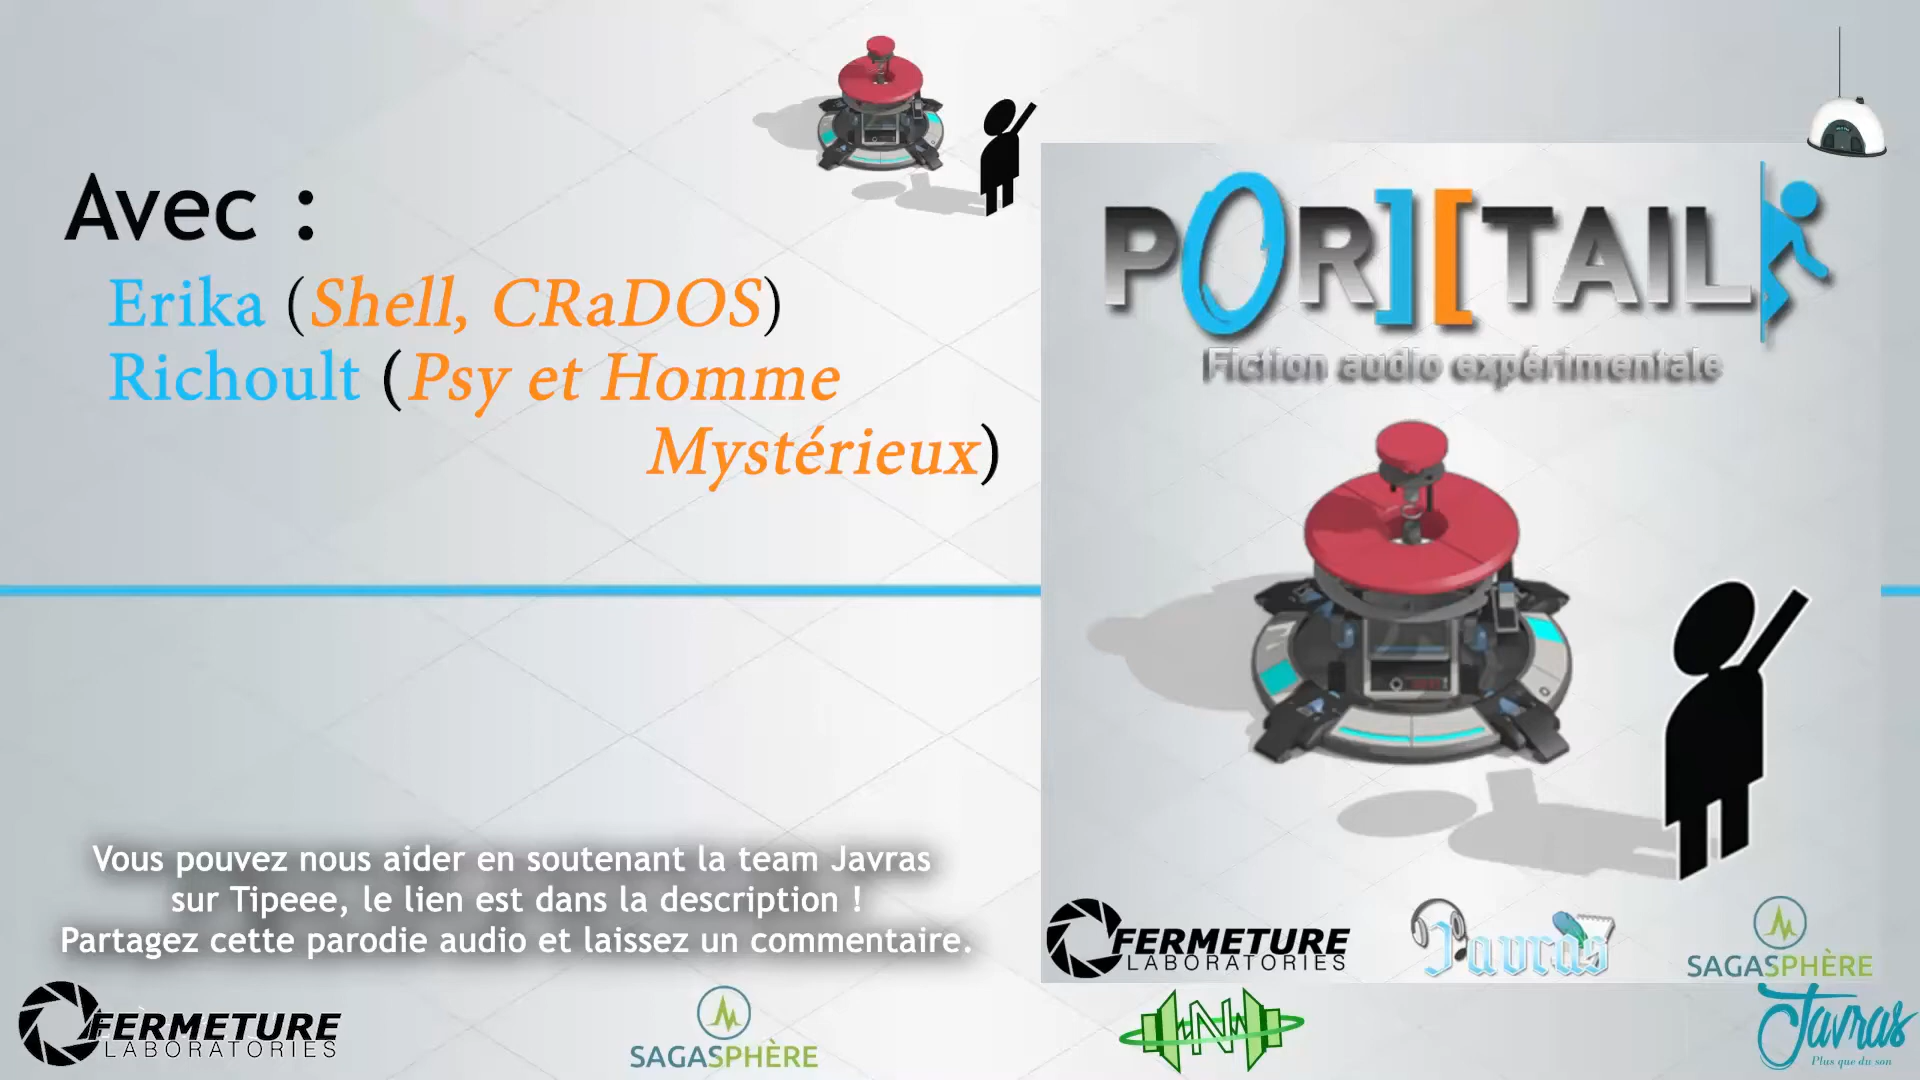 Avec :
Erika (Shell, CRaDOS)
Richoult (Psy et Homme
Mystérieux)
POR][TAIL
Fiction audio expérimentale
Vous pouvez nous aider en soutenant la team Javras
sur Tipeee, le lien est dans la description !
Partagez cette parodie audio et laissez un commentaire.
FERMETURE
LABORATORIES
Javras
SAGASPHÈRE
FERMETURE
LABORATORIES
SAGASPHÈRE
N
Javras
Plus que du son